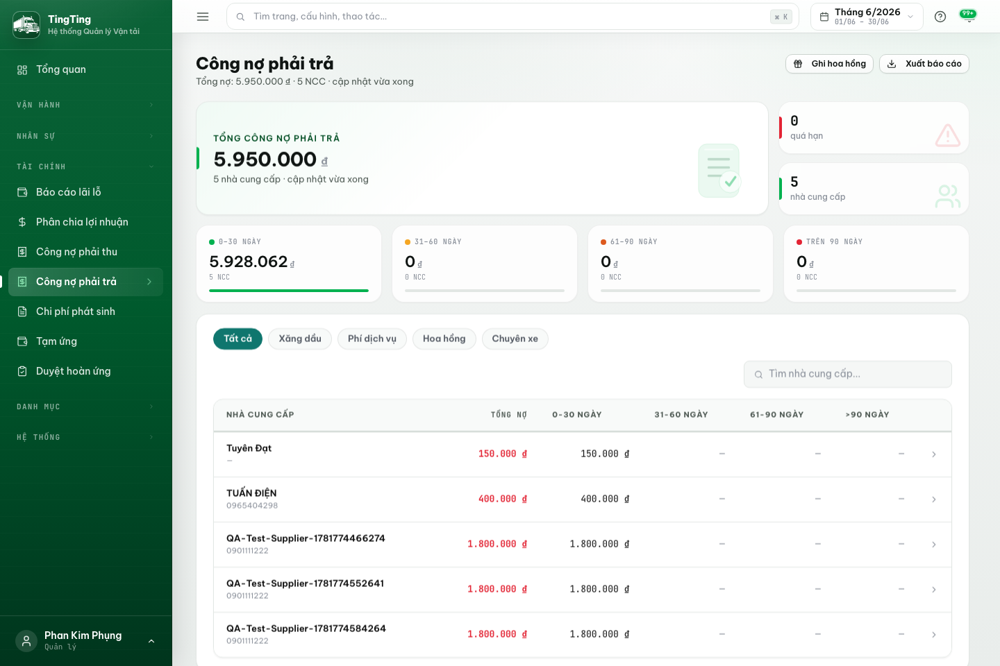 TingTing
Hệ thống Quản lý Vận tải
Tổng quan
VẬN HÀNH
NHÂN SỰ
TÀI CHÍNH
Báo cáo lãi lỗ
Phân chia lợi nhuận
Công nợ phải thu
Công nợ phải trả
Chi phí phát sinh
Tạm ứng
Duyệt hoàn ứng
DANH MỤC
HỆ THỐNG
Phan Kim Phụng
Quản lý
Tìm trang, cấu hình, thao tác...
⌘ K
Tháng 6/2026
01/06 – 30/06
99+
Công nợ phải trả
Tổng nợ: 5.950.000 ₫ · 5 NCC · cập nhật vừa xong
Ghi hoa hồng
Xuất báo cáo
TỔNG CÔNG NỢ PHẢI TRẢ
5.950.000 ₫
5 nhà cung cấp · cập nhật vừa xong
0
quá hạn
5
nhà cung cấp
0–30 NGÀY
5.928.062 ₫
5 NCC
31–60 NGÀY
0 ₫
0 NCC
61–90 NGÀY
0 ₫
0 NCC
TRÊN 90 NGÀY
0 ₫
0 NCC
Tất cả
Xăng dầu
Phí dịch vụ
Hoa hồng
Chuyên xe
Tìm nhà cung cấp...
NHÀ CUNG CẤP TỔNG NỢ 0-30 NGÀY 31-60 NGÀY 61-90 NGÀY >90 NGÀY
Tuyên Đạt 150.000 ₫ 150.000 ₫ — — —
—
TUẤN ĐIỆN 400.000 ₫ 400.000 ₫ — — —
0965404298
QA-Test-Supplier-1781774466274 1.800.000 ₫ 1.800.000 ₫ — — —
0901111222
QA-Test-Supplier-1781774552641 1.800.000 ₫ 1.800.000 ₫ — — —
0901111222
QA-Test-Supplier-1781774584264 1.800.000 ₫ 1.800.000 ₫ — — —
0901111222